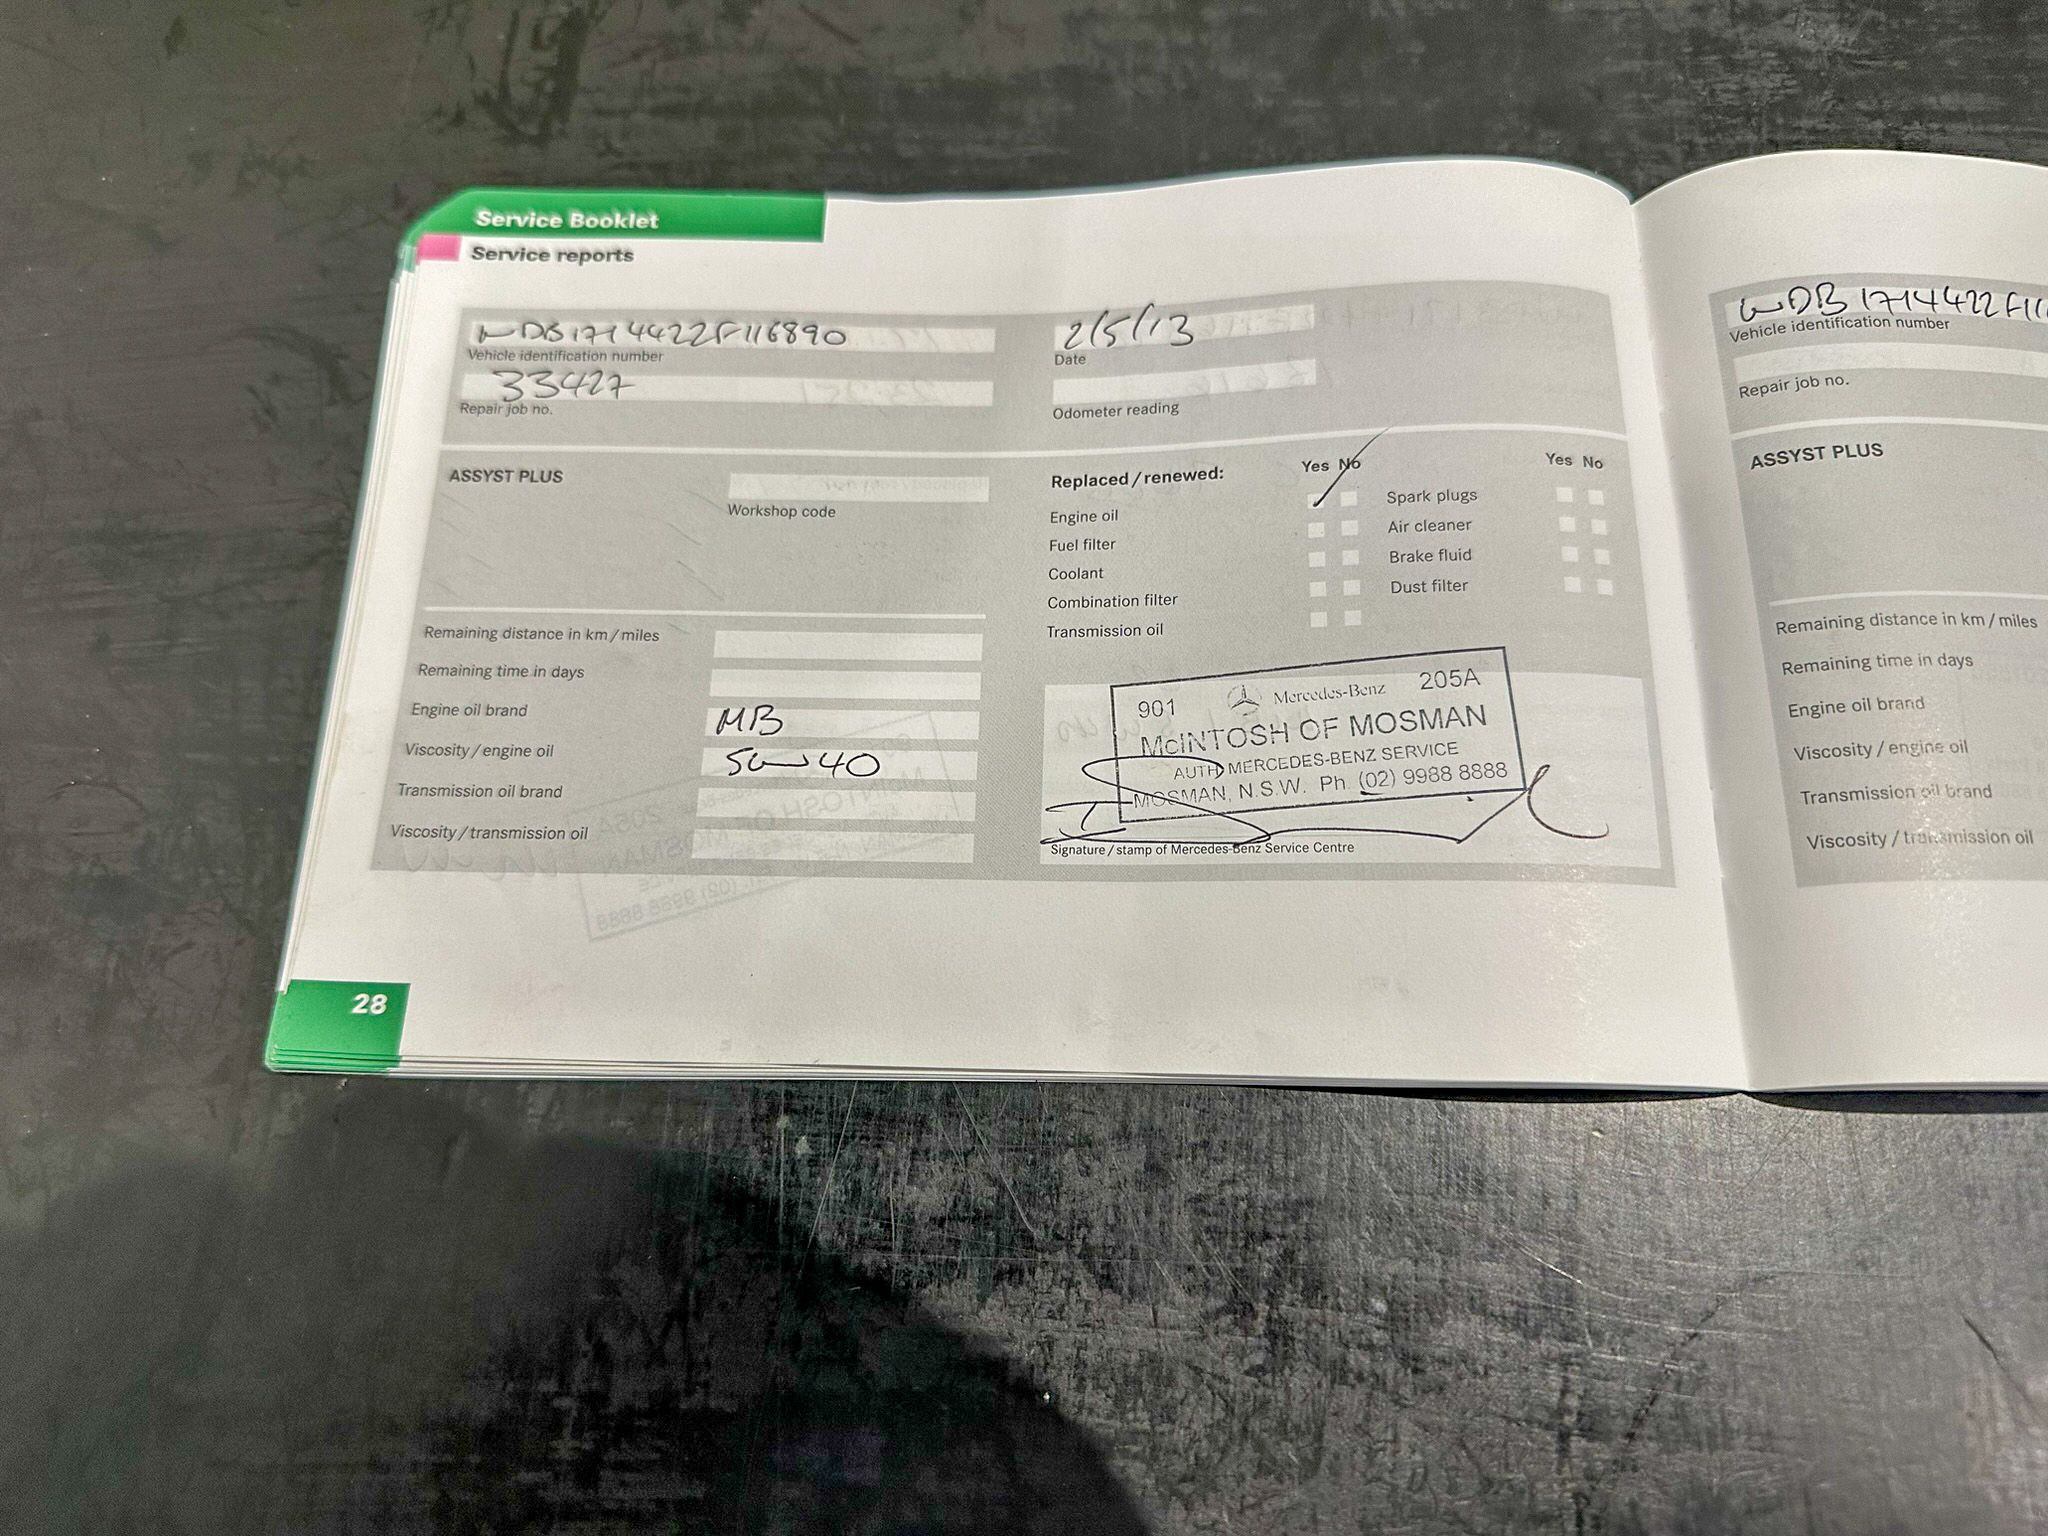 Service Booklet
Service reports
WDB1714422F116890
Vehicle identification number
33427
Repair job no.
2/5/13
Date
Odometer reading
ASSYST PLUS
Workshop code
Remaining distance in km / miles
Remaining time in days
Engine oil brand
MB
Viscosity / engine oil
5w40
Transmission oil brand
Viscosity / transmission oil
Replaced / renewed:
Yes No
Engine oil
Fuel filter
Coolant
Combination filter
Transmission oil
Yes No
Spark plugs
Air cleaner
Brake fluid
Dust filter
901 Mercedes-Benz 205A
McINTOSH OF MOSMAN
AUTH MERCEDES-BENZ SERVICE
MOSMAN, N.S.W. Ph. (02) 9988 8888
Signature / stamp of Mercedes-Benz Service Centre
28
WDB1714422F11
Vehicle identification number
Repair job no.
ASSYST PLUS
Remaining distance in km / miles
Remaining time in days
Engine oil brand
Viscosity / engine oil
Transmission oil brand
Viscosity / transmission oil